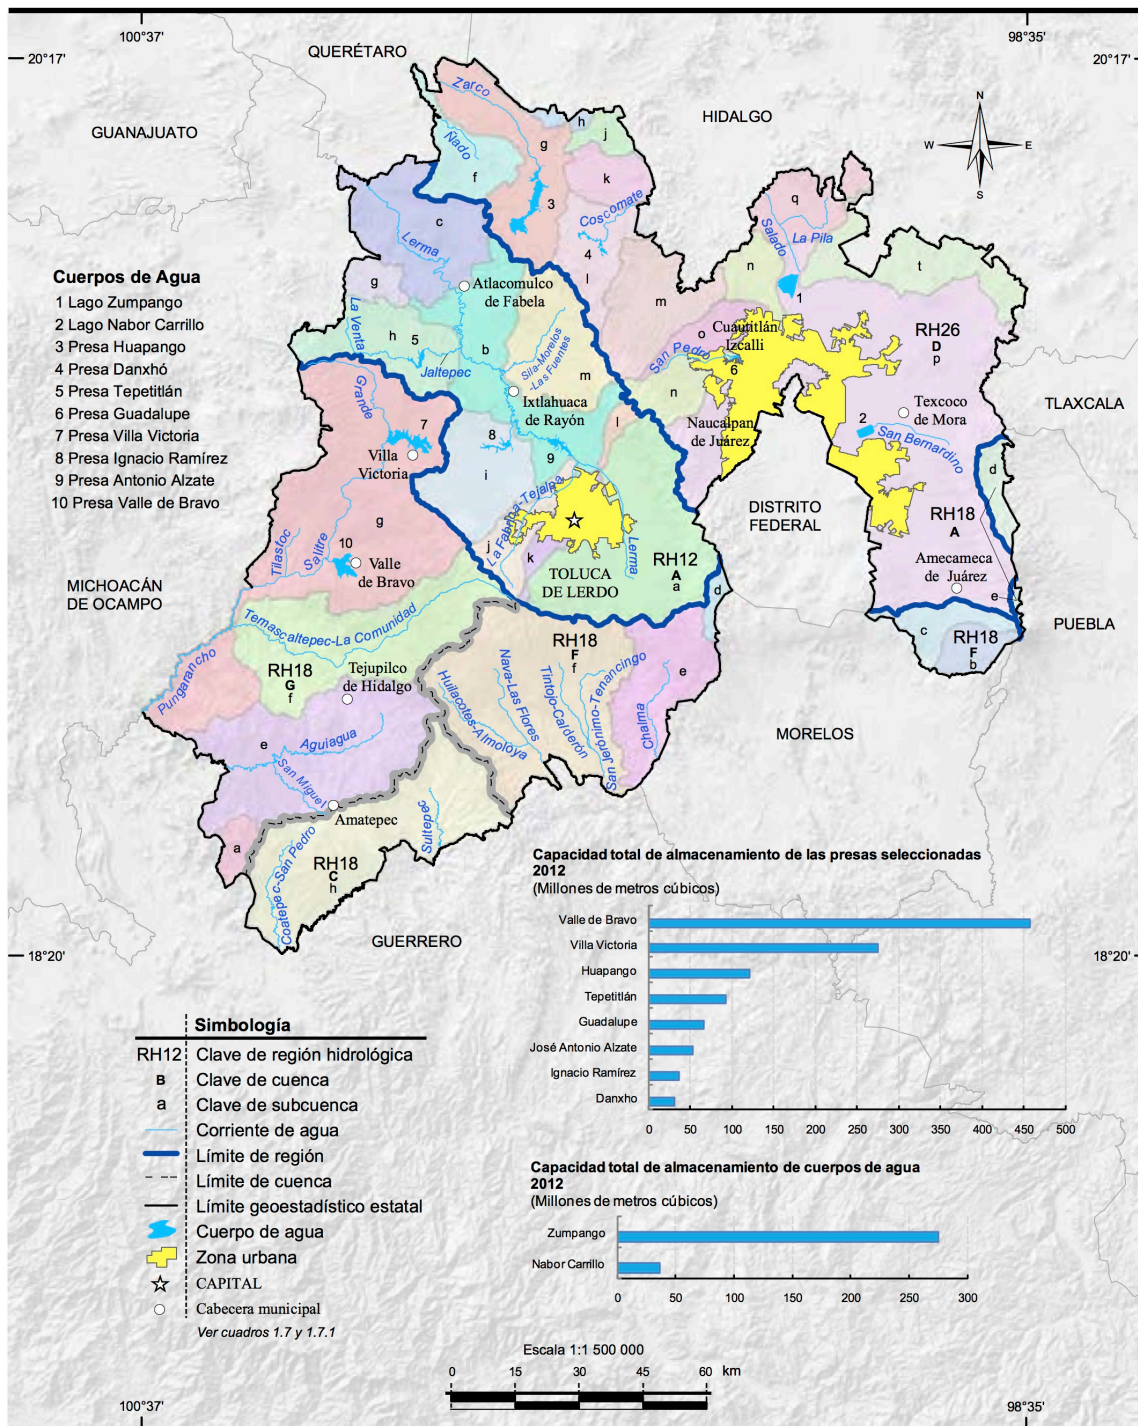 100°37'
98°35'
20°17'
20°17'
QUERÉTARO
HIDALGO
GUANAJUATO
N
W
E
S
Zarco
Ñado
h
j
g
f
k
3
Coscomate
q
Salado
La Pila
c
Lerma
4
l
n
t
g
m
1
Cuerpos de Agua
1 Lago Zumpango
2 Lago Nabor Carrillo
3 Presa Huapango
4 Presa Danxhó
5 Presa Tepetitlán
6 Presa Guadalupe
7 Presa Villa Victoria
8 Presa Ignacio Ramírez
9 Presa Antonio Alzate
10 Presa Valle de Bravo
Atlacomulco
de Fabela
La Venta
h
5
b
Jaltepec
Sila-Morelos
-Las Fuentes
m
o
Cuautitlán
Izcalli
San Pedro
6
n
RH26
D
p
Grande
Ixtlahuaca
de Rayón
l
Naucalpan
de Juárez
Texcoco
de Mora
2
San Bernardino
TLAXCALA
7
8
Villa
Victoria
9
i
d
g
La Fabrica-Tejalpa
DISTRITO
FEDERAL
RH18
A
Tilastoc
Salitre
10
Valle
de Bravo
j
k
Lerma
RH12
A
a
TOLUCA
DE LERDO
d
Amecameca
de Juárez
e
MICHOACÁN
DE OCAMPO
PUEBLA
Temascaltepec-La Comunidad
c
RH18
F
b
RH18
F
f
Pungarancho
RH18
G
f
Tejupilco
de Hidalgo
Huilacotes-Almoloya
Nava-Las Flores
Tintojo-Calderón
San Jerónumo-Tenancingo
e
Chalma
MORELOS
e
Aguiagua
San Miguel
Amatepec
Sultepec
a
Coatepec-San Pedro
RH18
C
h
GUERRERO
18°20'
18°20'
Capacidad total de almacenamiento de las presas seleccionadas
2012
(Millones de metros cúbicos)
Valle de Bravo
Villa Victoria
Huapango
Tepetitlán
Guadalupe
José Antonio Alzate
Ignacio Ramírez
Danxho
0 50 100 150 200 250 300 350 400 450 500
Capacidad total de almacenamiento de cuerpos de agua
2012
(Millones de metros cúbicos)
Zumpango
Nabor Carrillo
0 50 100 150 200 250 300
Simbología
RH12 Clave de región hidrológica
B Clave de cuenca
a Clave de subcuenca
Corriente de agua
Límite de región
Límite de cuenca
Límite geoestadístico estatal
Cuerpo de agua
Zona urbana
CAPITAL
Cabecera municipal
Ver cuadros 1.7 y 1.7.1
Escala 1:1 500 000
0 15 30 45 60 km
100°37'
98°35'